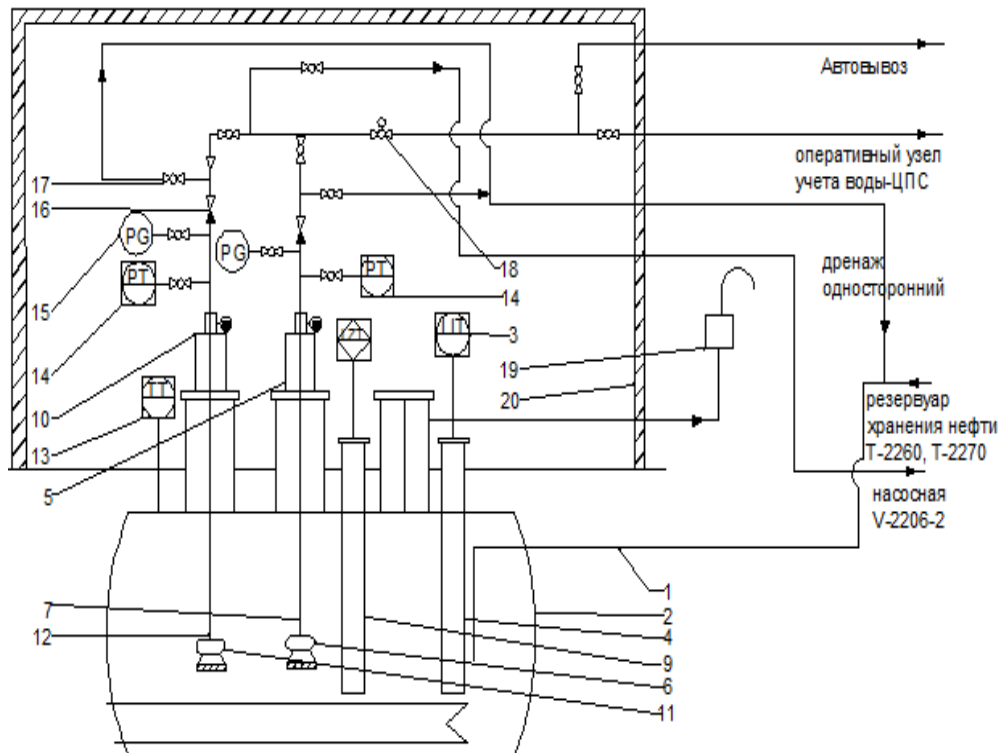 Автовывоз
оперативный узел
учета воды-ЦПС
17
16
PG
PG
18
дренаж
односторонний
PT
PT
15
14
14
3
19
20
10
TT
13
5
резервуар
хранения нефти
Т-2260, Т-2270
насосная
V-2206-2
1
7
2
12
4
9
6
11